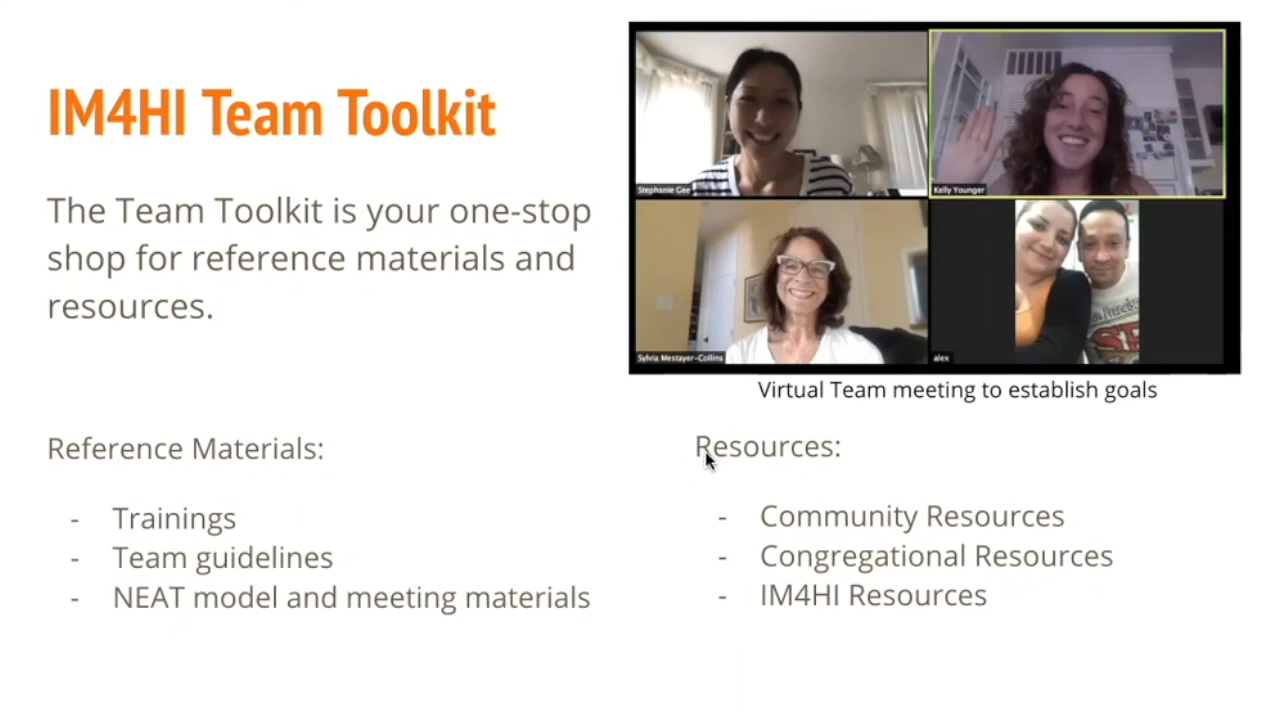 IM4HI Team Toolkit
The Team Toolkit is your one-stop
shop for reference materials and
resources.
Stephanie Gee
Kelly Younger
Sylvia Mestayer-Collins
alex
Virtual Team meeting to establish goals
Reference Materials:
- Trainings
- Team guidelines
- NEAT model and meeting materials
Resources:
- Community Resources
- Congregational Resources
- IM4HI Resources